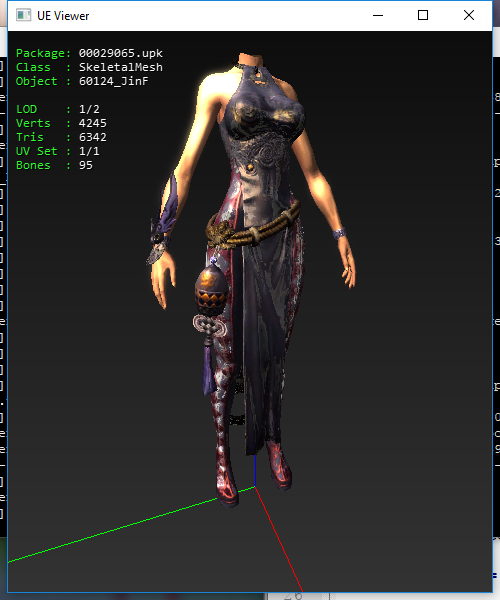 UE Viewer
Package: 00029065.upk
Class : SkeletalMesh
Object : 60124_JinF
LOD : 1/2
Verts : 4245
Tris : 6342
UV Set : 1/1
Bones : 95